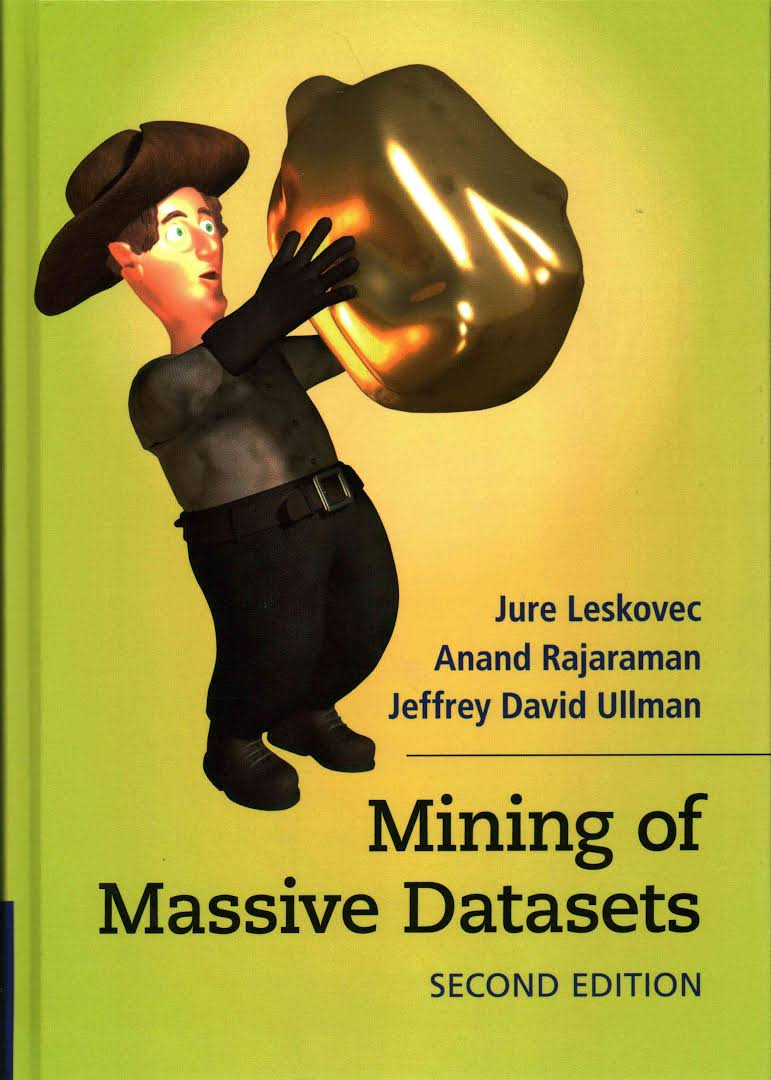 Jure Leskovec
Anand Rajaraman
Jeffrey David Ullman
Mining of
Massive Datasets
SECOND EDITION